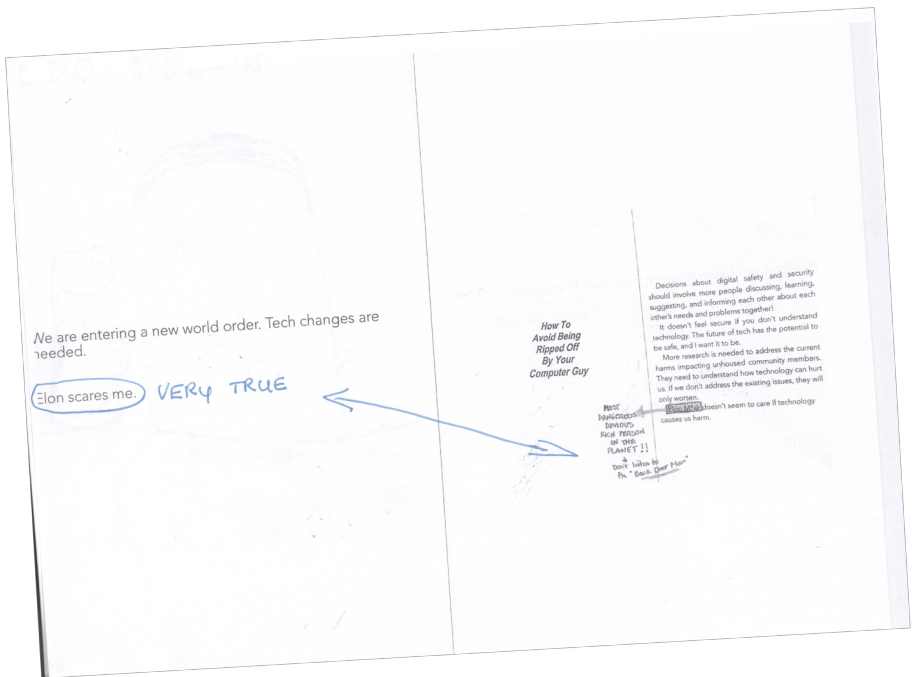 We are entering a new world order. Tech changes are
needed.
Elon scares me. VERY TRUE
How To
Avoid Being
Ripped Off
By Your
Computer Guy
MOST
DANGEROUS
DEVIOUS
RICH PERSON
ON THE
PLANET !!
+
Don't listen to
the "Back Door Man"
Decisions about digital safety and security
should involve more people discussing, learning,
suggesting, and informing each other about each
other's needs and problems together!
It doesn't feel secure if you don't understand
technology. The future of tech has the potential to
be safe, and I want it to be.
More research is needed to address the current
harms impacting unhoused community members.
They need to understand how technology can hurt
us. If we don't address the existing issues, they will
only worsen.
doesn't seem to care if technology
causes us harm.